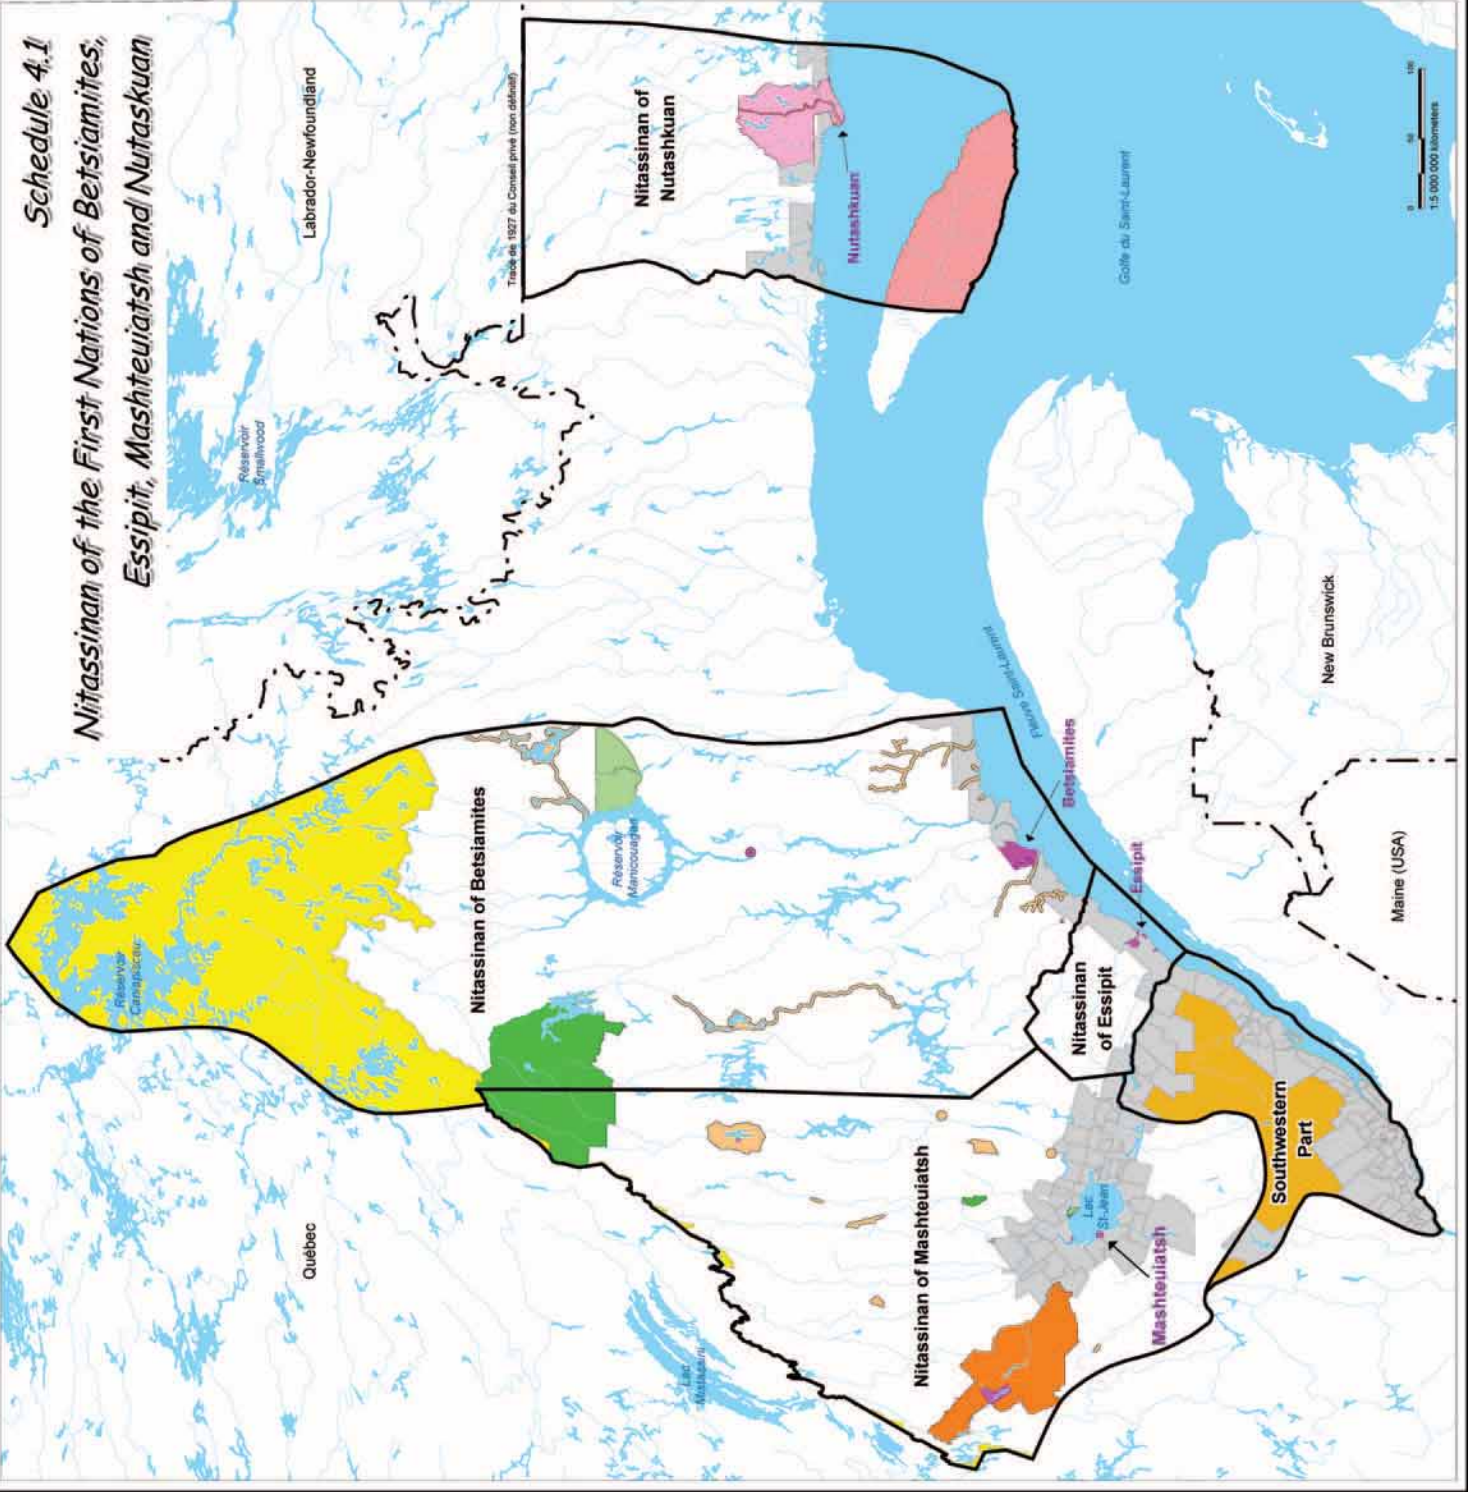 Schedule 4.1
Nitassinan of the First Nations of Betsiamites,
Essipit, Mashteuiatsh and Nutaskuan
Labrador-Newfoundland
Tracé de 1927 du Conseil privé (non définitif)
Nitassinan of
Nutashkuan
Nutashkuan
Golfe du Saint-Laurent
0 50 100
1:5 000 000 kilometers
Réservoir
Smallwood
Réservoir
Caniapiscau
Nitassinan of Betsiamites
Réservoir
Manicouagan
Fleuve Saint-Laurent
Betsiamites
Essipit
New Brunswick
Maine (USA)
Nitassinan
of Essipit
Southwestern
Part
Québec
Lac
Mistassini
Nitassinan of Mashteuiatsh
Lac
St-Jean
Mashteuiatsh